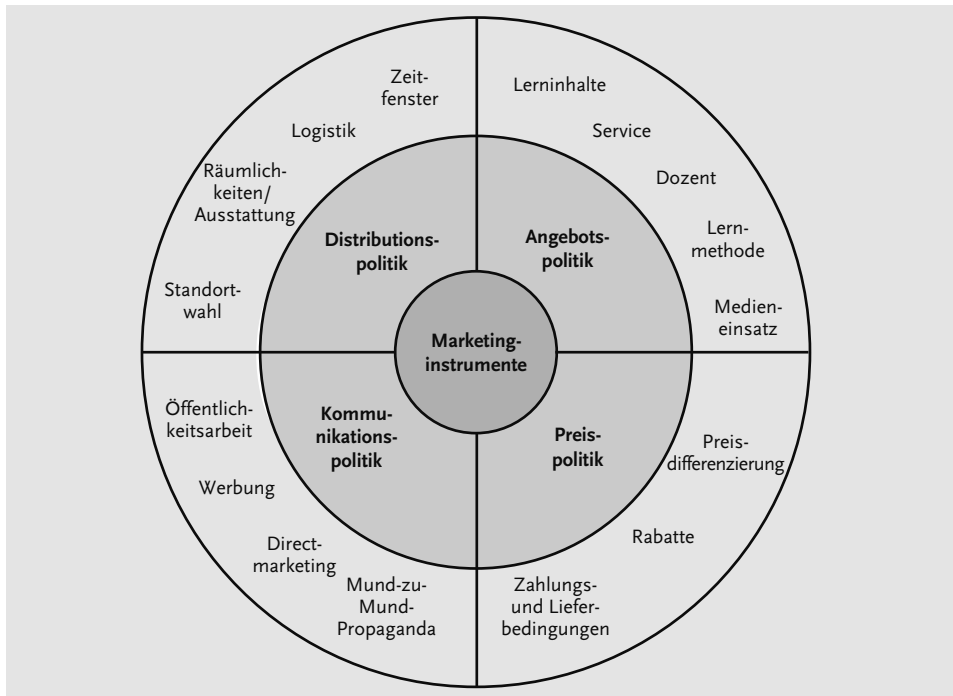 Zeit-
fenster
Logistik
Räumlich-
keiten/
Ausstattung
Standort-
wahl
Lerninhalte
Service
Dozent
Lern-
methode
Medien-
einsatz
Distributions-
politik
Angebots-
politik
Marketing-
instrumente
Kommu-
nikations-
politik
Preis-
politik
Öffentlich-
keitsarbeit
Werbung
Direct-
marketing
Mund-zu-
Mund-
Propaganda
Preis-
differenzierung
Rabatte
Zahlungs-
und Liefer-
bedingungen